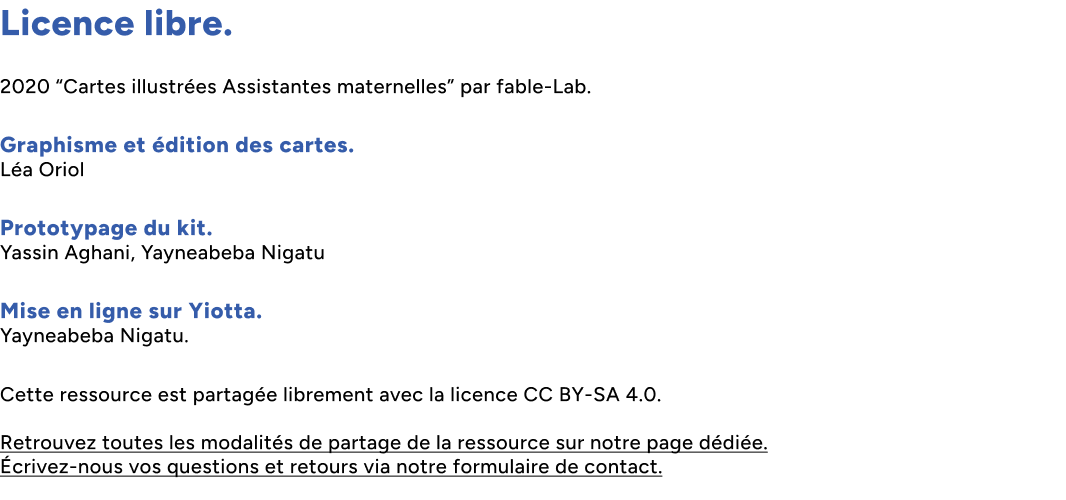 Licence libre.
2020 “Cartes illustrées Assistantes maternelles” par fable-Lab.
Graphisme et édition des cartes.
Léa Oriol
Prototypage du kit.
Yassin Aghani, Yayneabeba Nigatu
Mise en ligne sur Yiotta.
Yayneabeba Nigatu.
Cette ressource est partagée librement avec la licence CC BY-SA 4.0.
Retrouvez toutes les modalités de partage de la ressource sur notre page dédiée.
Écrivez-nous vos questions et retours via notre formulaire de contact.